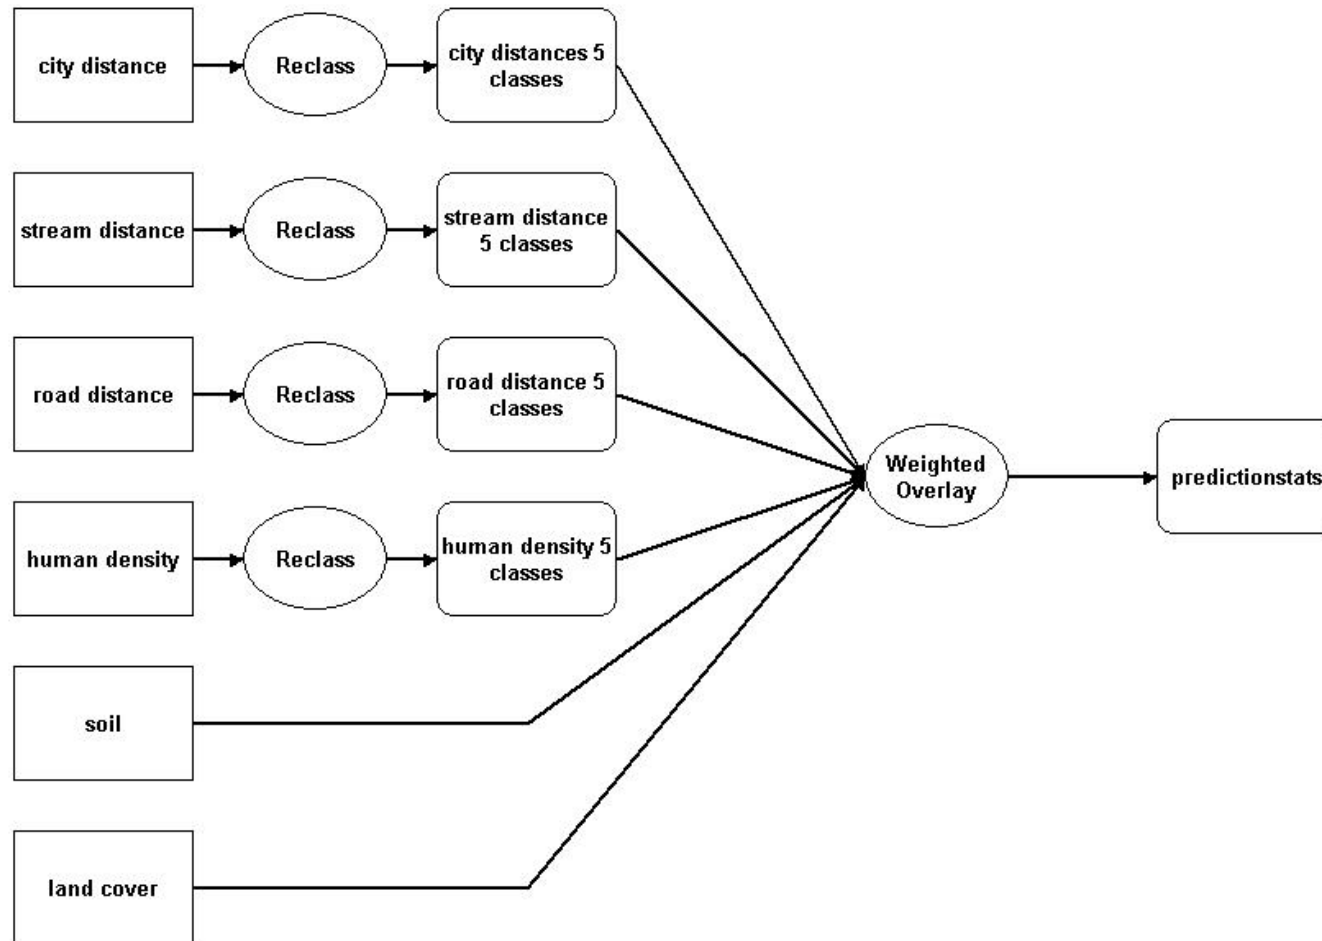 city distance
Reclass
city distances 5
classes
stream distance
Reclass
stream distance
5 classes
road distance
Reclass
road distance 5
classes
Weighted
Overlay
predictionstats
human density
Reclass
human density 5
classes
soil
land cover